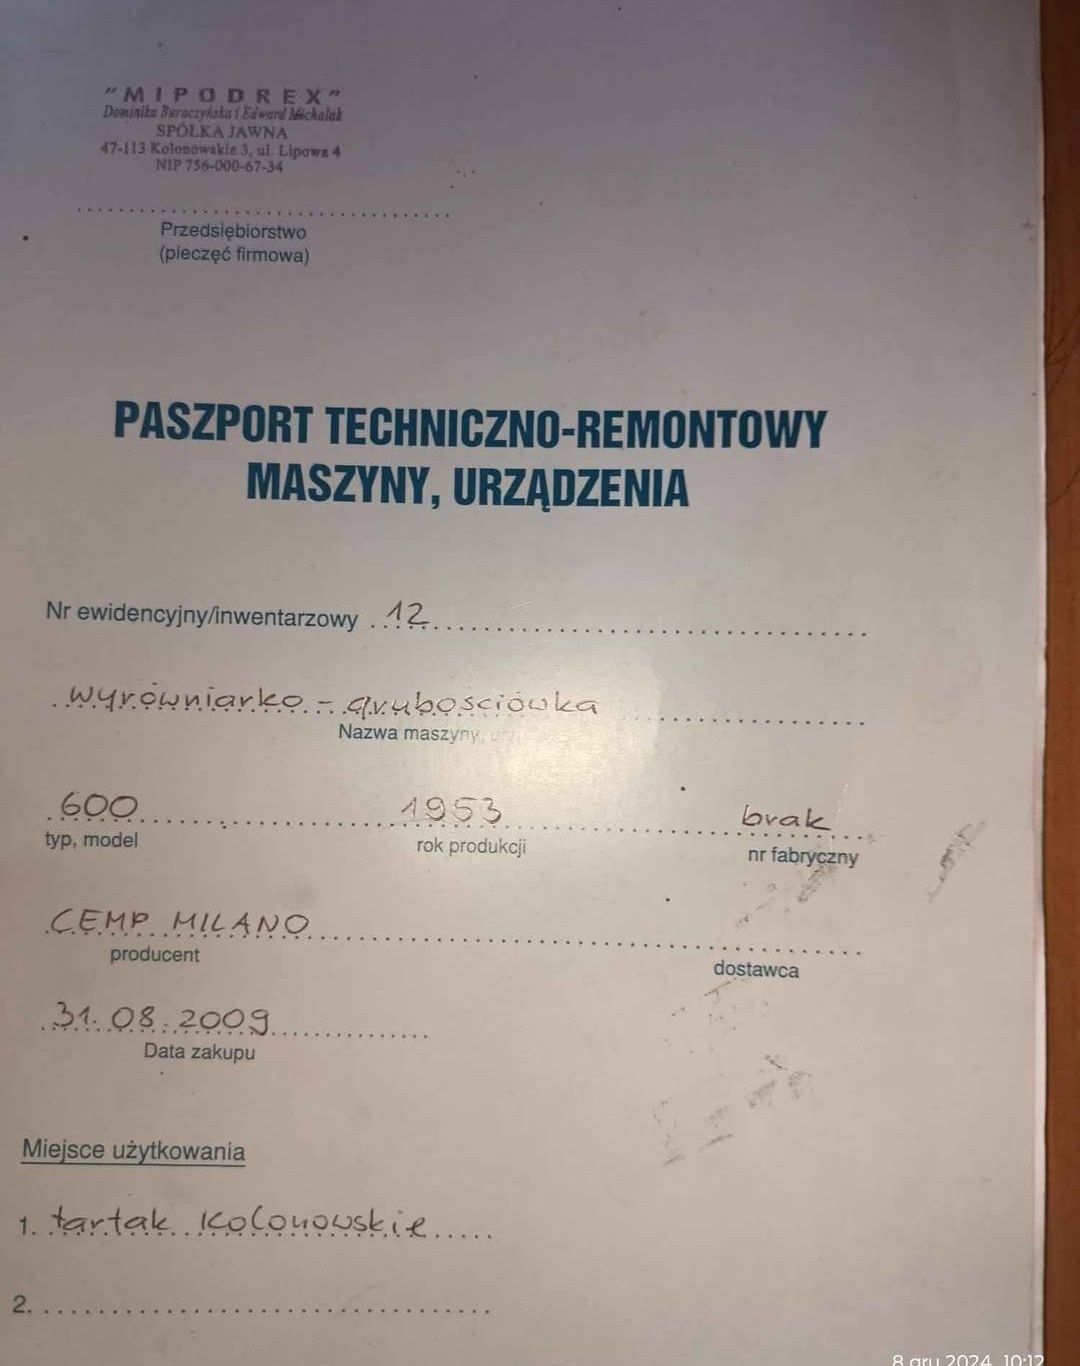 "MIPODREX"
Dominika Buraczyńska i Edward Michalak
SPÓŁKA JAWNA
47-113 Kolonowskie 3, ul. Lipowa 4
NIP 756-000-67-34
Przedsiębiorstwo
(pieczęć firmowa)
PASZPORT TECHNICZNO-REMONTOWY
MASZYNY, URZĄDZENIA
Nr ewidencyjny/inwentarzowy 12
wyrówniarko - grubościówka
Nazwa maszyny,
600 1953 brak
typ, model rok produkcji nr fabryczny
CEMP MILANO
producent dostawca
31.08.2009
Data zakupu
Miejsce użytkowania
1. tartak Kolonowskie
2.
8 gru 2024, 10:12